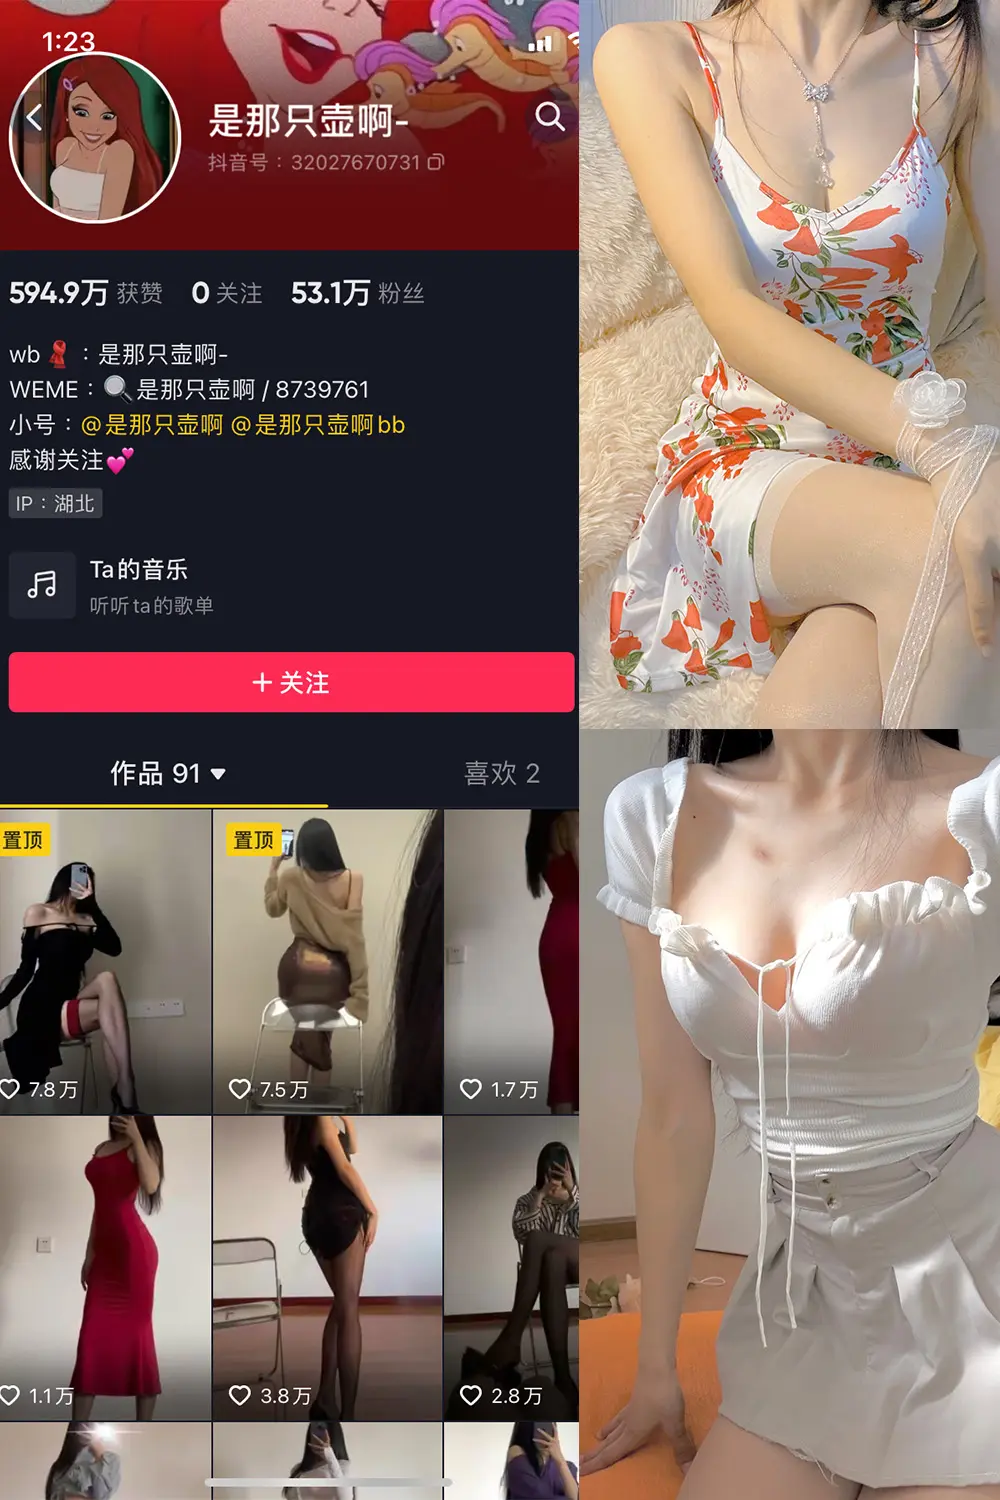 1:23
是那只壶啊-
抖音号：32027670731
594.9万 获赞 0 关注 53.1万 粉丝
wb🧣：是那只壶啊-
WEME：🔍是那只壶啊 / 8739761
小号：@是那只壶啊 @是那只壶啊bb
感谢关注💕
IP：湖北
Ta的音乐
听听ta的歌单
+ 关注
作品 91 喜欢 2
置顶 置顶
7.8万 7.5万 1.7万
1.1万 3.8万 2.8万